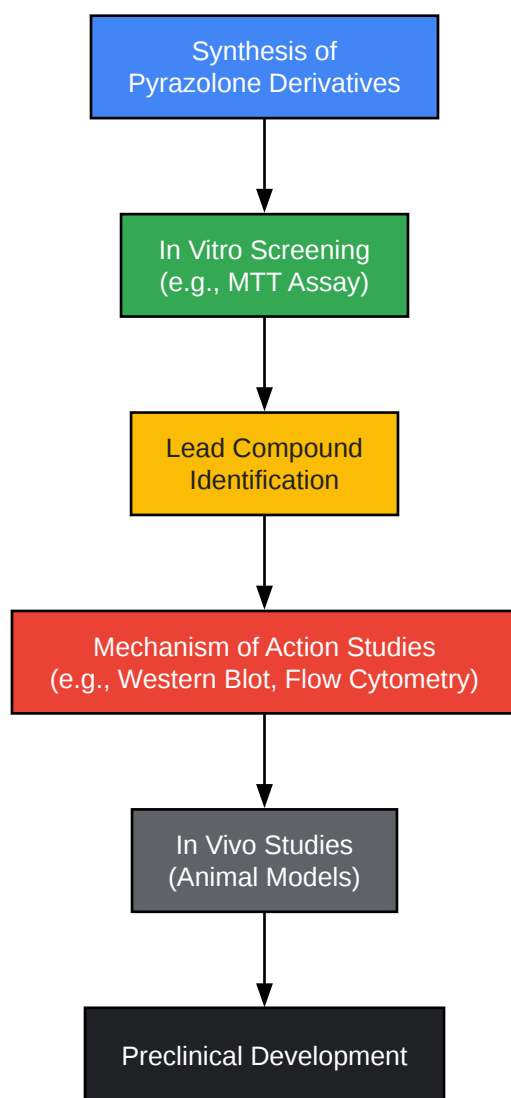 Synthesis of
Pyrazolone Derivatives
In Vitro Screening
(e.g., MTT Assay)
Lead Compound
Identification
Mechanism of Action Studies
(e.g., Western Blot, Flow Cytometry)
In Vivo Studies
(Animal Models)
Preclinical Development